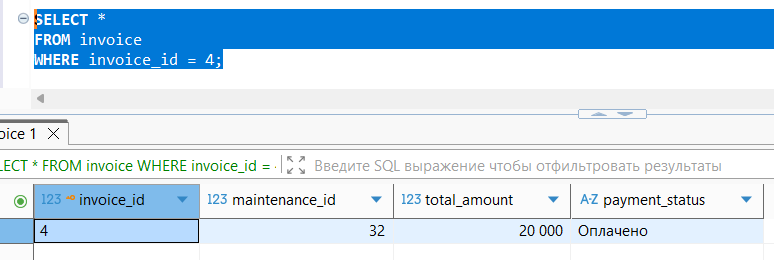 SELECT *
FROM invoice
WHERE invoice_id = 4;
oice 1
LECT * FROM invoice WHERE invoice_id = Введите SQL выражение чтобы отфильтровать результаты
123 invoice_id 123 maintenance_id 123 total_amount A-Z payment_status
4 32 20 000 Оплачено